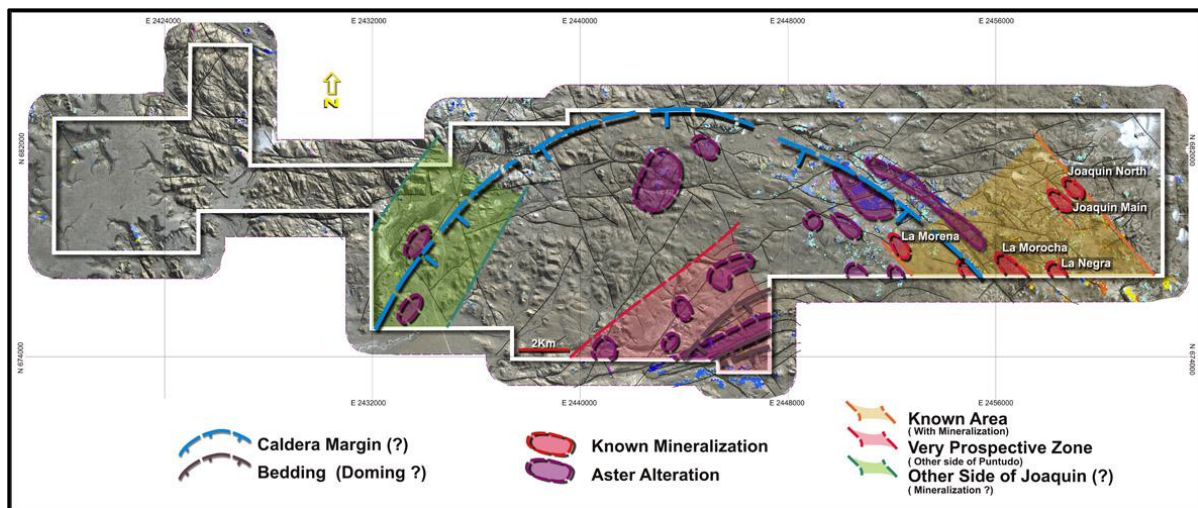 E 2424000
E 2432000
E 2440000
E 2448000
E 2456000
N
N 682000
N 682000
Joaquin North
Joaquin Main
La Morena
La Morocha
La Negra
2Km
N 674000
N 674000
E 2432000
E 2440000
E 2448000
E 2456000
Caldera Margin (?)
Bedding (Doming ?)
Known Mineralization
Aster Alteration
Known Area
( With Mineralization )
Very Prospective Zone
( Other side of Puntudo )
Other Side of Joaquin (?)
( Mineralization ? )